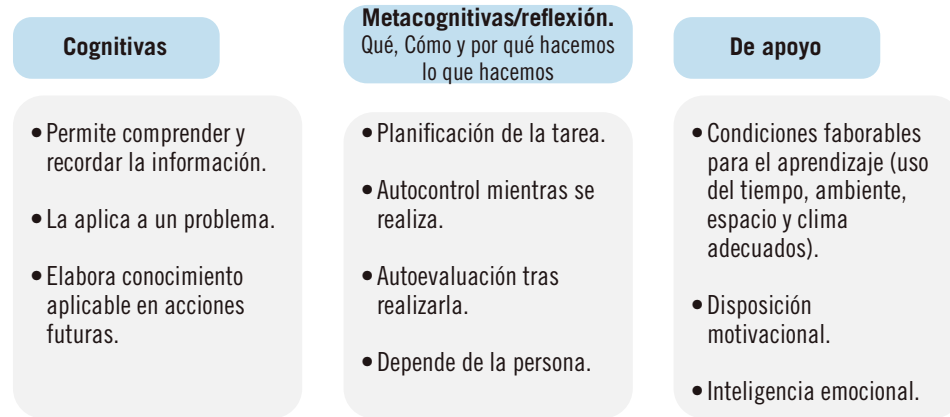 Cognitivas
• Permite comprender y
recordar la información.
• La aplica a un problema.
• Elabora conocimiento
aplicable en acciones
futuras.
Metacognitivas/reflexión.
Qué, Cómo y por qué hacemos
lo que hacemos
• Planificación de la tarea.
• Autocontrol mientras se
realiza.
• Autoevaluación tras
realizarla.
• Depende de la persona.
De apoyo
• Condiciones faborables
para el aprendizaje (uso
del tiempo, ambiente,
espacio y clima
adecuados).
• Disposición
motivacional.
• Inteligencia emocional.